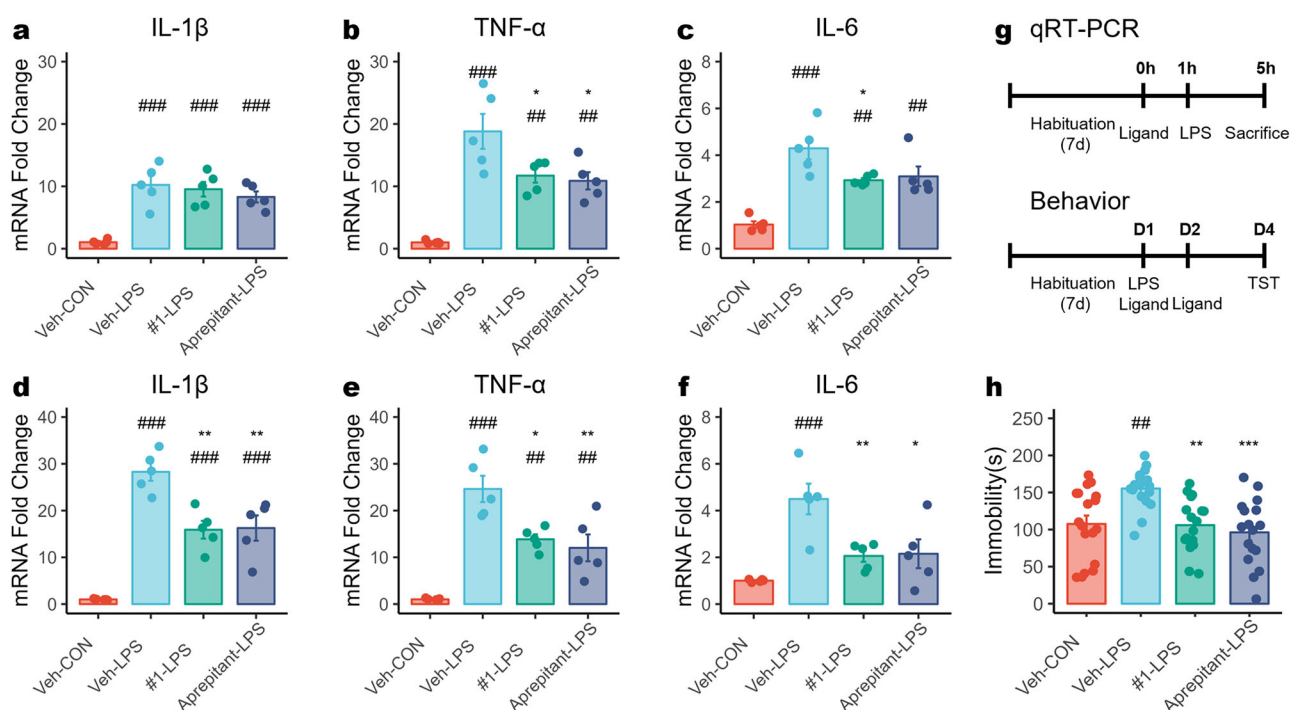 a IL-1β
mRNA Fold Change
30
20
10
0
### ### ###
Veh-CON
Veh-LPS
#1-LPS
Aprepitant-LPS
b TNF-α
mRNA Fold Change
30
20
10
0
###
* *
## ##
Veh-CON
Veh-LPS
#1-LPS
Aprepitant-LPS
c IL-6
mRNA Fold Change
8
6
4
2
0
###
*
## ##
Veh-CON
Veh-LPS
#1-LPS
Aprepitant-LPS
g qRT-PCR
0h 1h 5h
Habituation Ligand LPS Sacrifice
(7d)
Behavior
D1 D2 D4
Habituation LPS TST
(7d) Ligand Ligand
d IL-1β
mRNA Fold Change
40
30
20
10
0
###
** **
### ###
Veh-CON
Veh-LPS
#1-LPS
Aprepitant-LPS
e TNF-α
mRNA Fold Change
40
30
20
10
0
###
* **
## ##
Veh-CON
Veh-LPS
#1-LPS
Aprepitant-LPS
f IL-6
mRNA Fold Change
8
6
4
2
0
###
** *
Veh-CON
Veh-LPS
#1-LPS
Aprepitant-LPS
h
Immobility(s)
250
200
150
100
50
0
##
** ***
Veh-CON
Veh-LPS
#1-LPS
Aprepitant-LPS